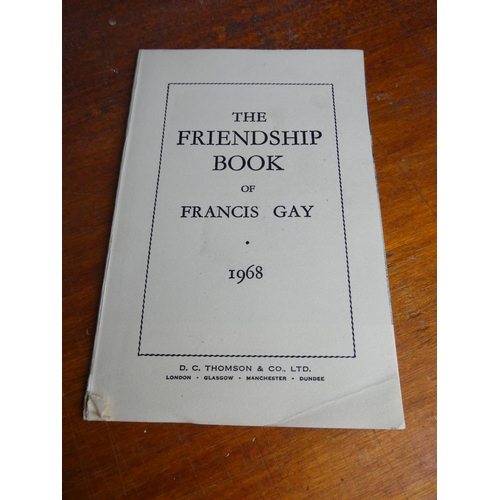 THE
FRIENDSHIP
BOOK
OF
FRANCIS GAY
•
1968
D. C. THOMSON & CO., LTD.
LONDON • GLASGOW • MANCHESTER • DUNDEE